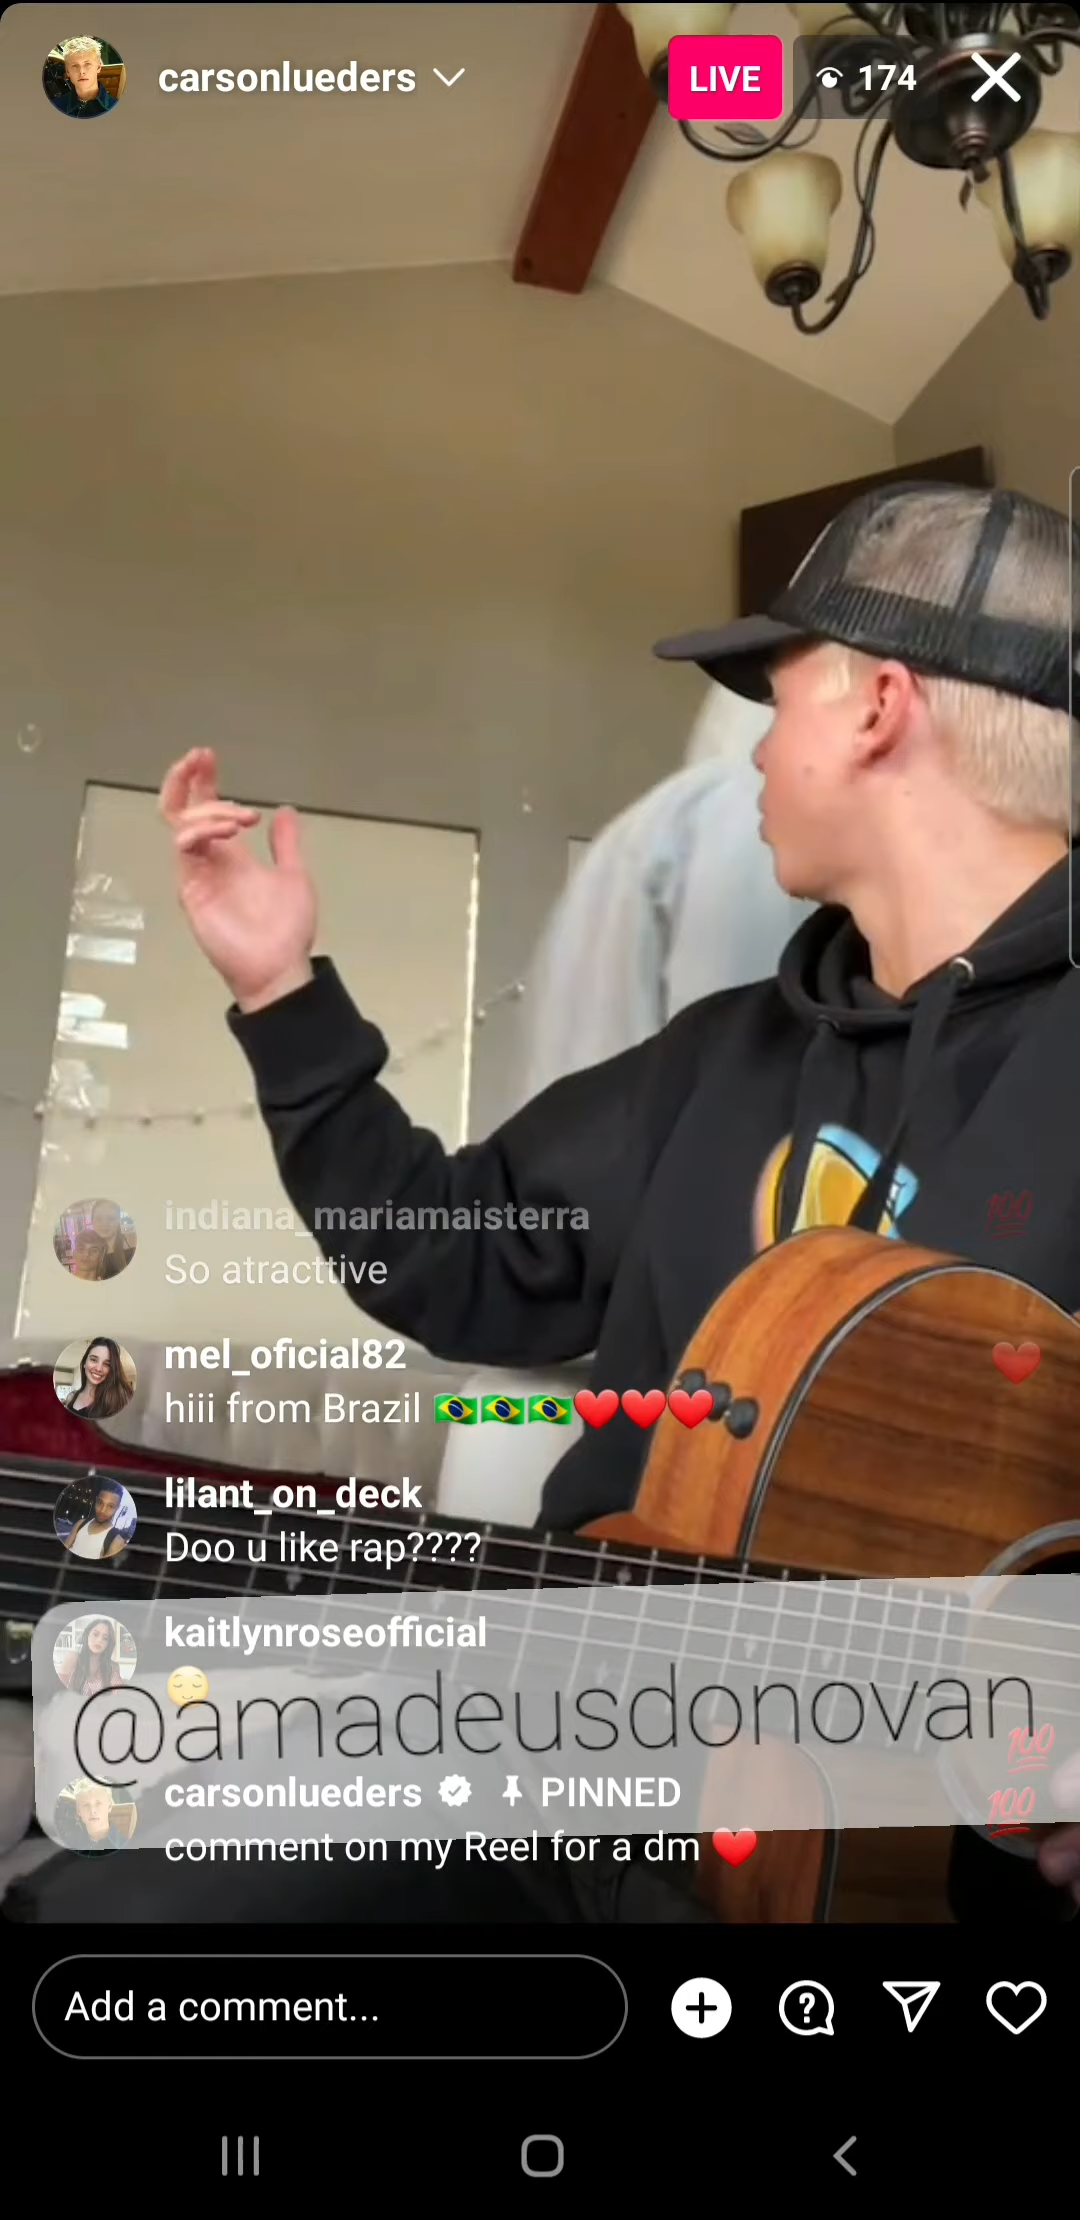 carsonlueders
LIVE
174
indiana_mariamaisterra
So atracttive
mel_oficial82
hiii from Brazil 🇧🇷🇧🇷🇧🇷❤️❤️❤️
lilant_on_deck
Doo u like rap????
kaitlynroseofficial
😌
@amadeusdonovan
carsonlueders PINNED
comment on my Reel for a dm ❤️
Add a comment...